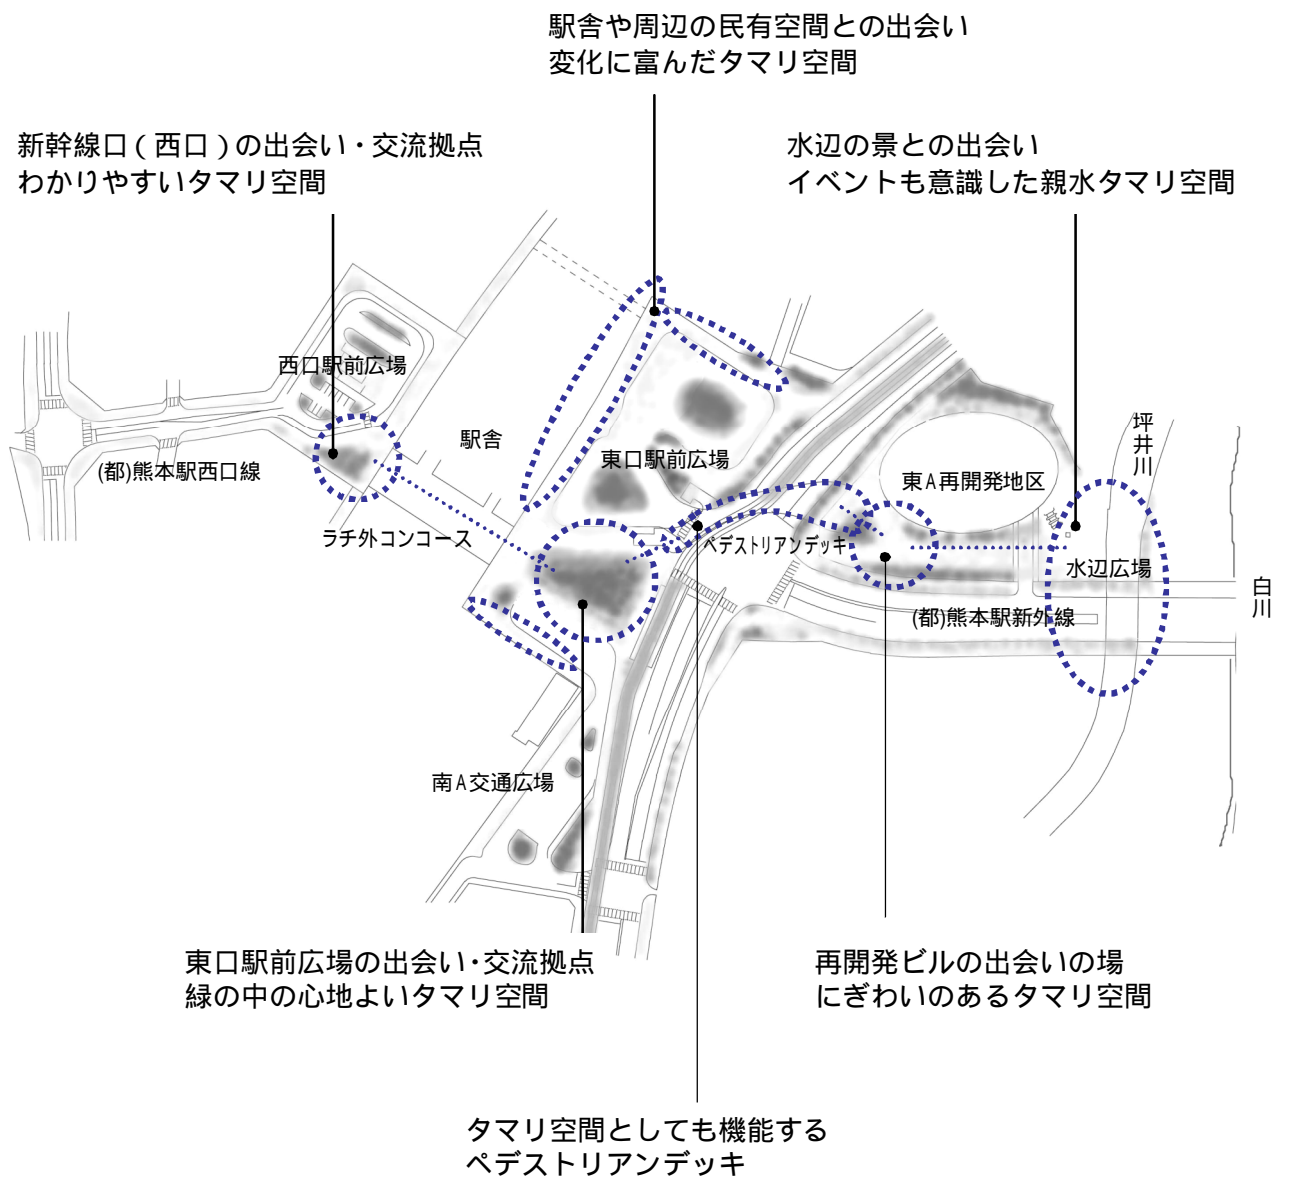 駅舎や周辺の民有空間との出会い
変化に富んだタマリ空間
新幹線口(西口)の出会い・交流拠点
わかりやすいタマリ空間
水辺の景との出会い
イベントも意識した親水タマリ空間
西口駅前広場
駅舎
(都)熊本駅西口線
東口駅前広場
東A再開発地区
坪井川
ラチ外コンコース
ペデストリアンデッキ
水辺広場
白川
(都)熊本駅新外線
南A交通広場
東口駅前広場の出会い・交流拠点
緑の中の心地よいタマリ空間
再開発ビルの出会いの場
にぎわいのあるタマリ空間
タマリ空間としても機能する
ペデストリアンデッキ